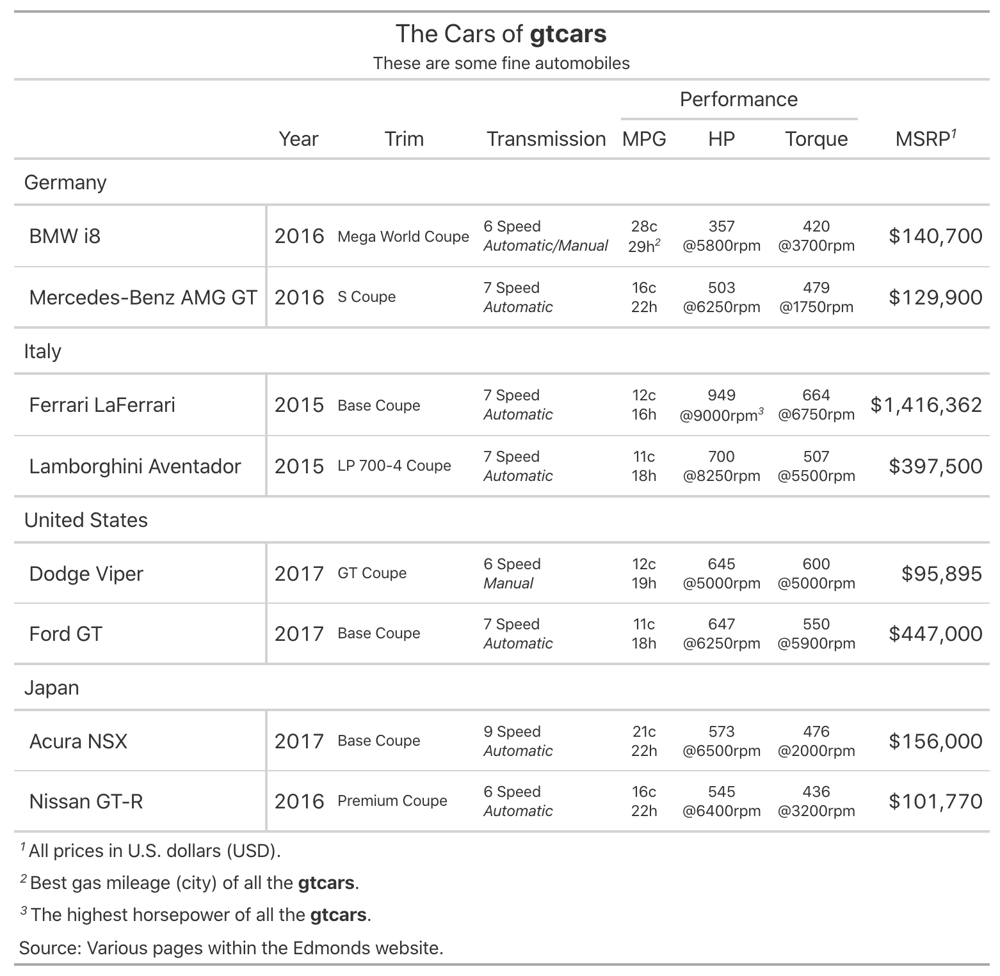 The Cars of gtcars
These are some fine automobiles
Performance
Year Trim Transmission MPG HP Torque MSRP1
Germany
BMW i8 2016 Mega World Coupe 6 Speed Automatic/Manual 28c 29h2 357 @5800rpm 420 @3700rpm $140,700
Mercedes-Benz AMG GT 2016 S Coupe 7 Speed Automatic 16c 22h 503 @6250rpm 479 @1750rpm $129,900
Italy
Ferrari LaFerrari 2015 Base Coupe 7 Speed Automatic 12c 16h 949 @9000rpm3 664 @6750rpm $1,416,362
Lamborghini Aventador 2015 LP 700-4 Coupe 7 Speed Automatic 11c 18h 700 @8250rpm 507 @5500rpm $397,500
United States
Dodge Viper 2017 GT Coupe 6 Speed Manual 12c 19h 645 @5000rpm 600 @5000rpm $95,895
Ford GT 2017 Base Coupe 7 Speed Automatic 11c 18h 647 @6250rpm 550 @5900rpm $447,000
Japan
Acura NSX 2017 Base Coupe 9 Speed Automatic 21c 22h 573 @6500rpm 476 @2000rpm $156,000
Nissan GT-R 2016 Premium Coupe 6 Speed Automatic 16c 22h 545 @6400rpm 436 @3200rpm $101,770
1 All prices in U.S. dollars (USD).
2 Best gas mileage (city) of all the gtcars.
3 The highest horsepower of all the gtcars.
Source: Various pages within the Edmonds website.